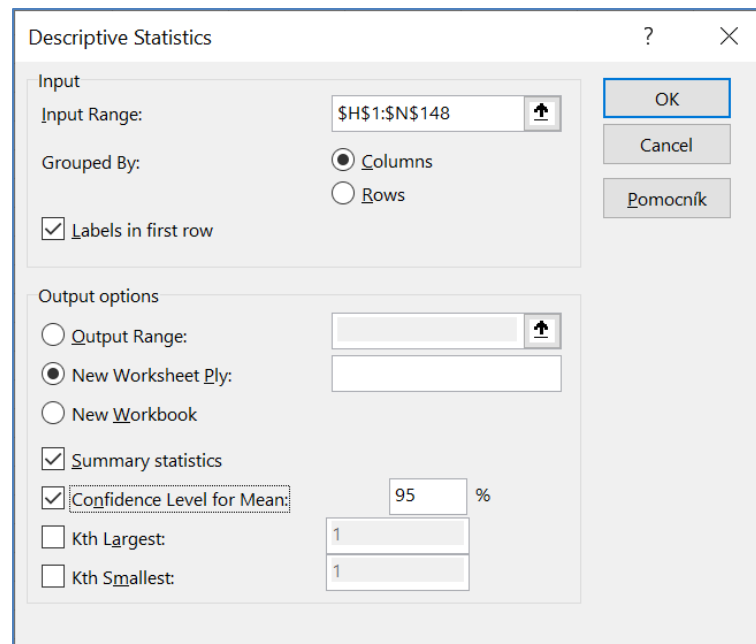 Descriptive Statistics ?
Input
Input Range: $H$1:$N$148
OK
Cancel
Grouped By: Columns
Rows
Pomocník
Labels in first row
Output options
Output Range:
New Worksheet Ply:
New Workbook
Summary statistics
Confidence Level for Mean: 95 %
Kth Largest: 1
Kth Smallest: 1